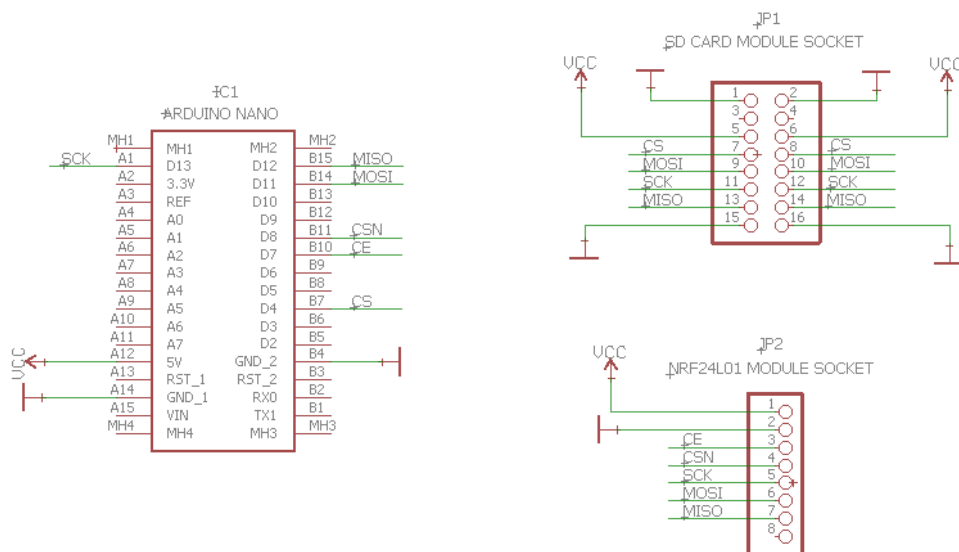 IC1
ARDUINO NANO
MH1 MH1 MH2 MH2
SCK A1 D13 D12 B15 MISO
A2 3.3V D11 B14 MOSI
A3 REF D10 B13
A4 A0 D9 B12
A5 A1 D8 B11 CSN
A6 A2 D7 B10 CE
A7 A3 D6 B9
A8 A4 D5 B8
A9 A5 D4 B7 CS
A10 A6 D3 B6
A11 A7 D2 B5
VCC A12 5V GND_2 B4
A13 RST_1 RST_2 B3
A14 GND_1 RX0 B2
A15 VIN TX1 B1
MH4 MH4 MH3 MH3
JP1
SD CARD MODULE SOCKET
VCC VCC
1 2
3 4
5 6
CS 7 8 CS
MOSI 9 10 MOSI
SCK 11 12 SCK
MISO 13 14 MISO
15 16
JP2
VCC
NRF24L01 MODULE SOCKET
1
2
CE 3
CSN 4
SCK 5
MOSI 6
MISO 7
8